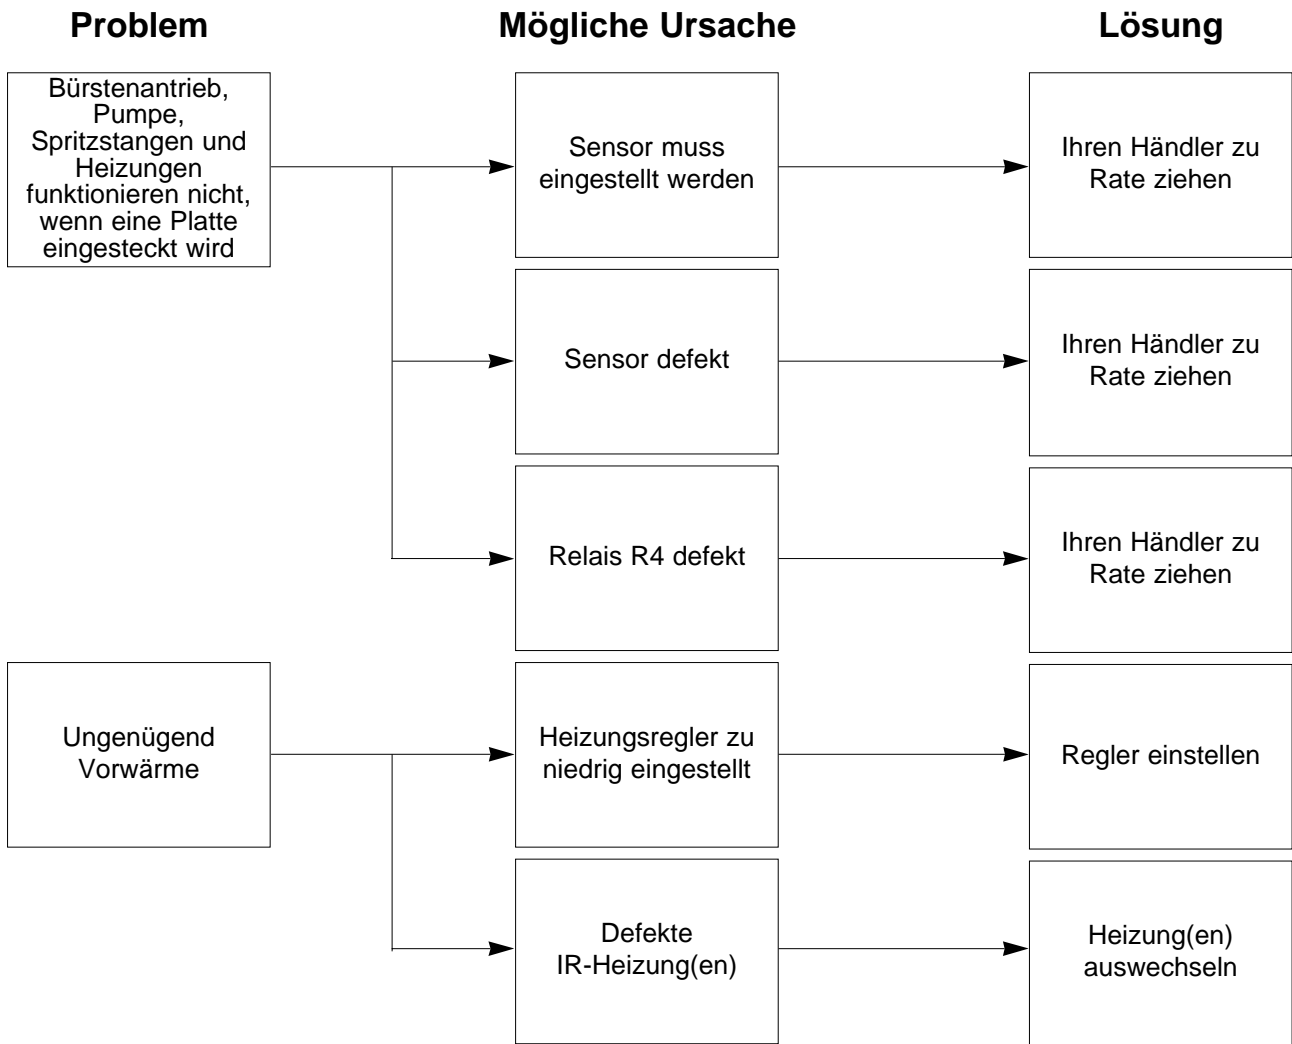 Problem
Mögliche Ursache
Lösung
Bürstenantrieb,
Pumpe,
Spritzstangen und
Heizungen
funktionieren nicht,
wenn eine Platte
eingesteckt wird
Sensor muss
eingestellt werden
Ihren Händler zu
Rate ziehen
Sensor defekt
Ihren Händler zu
Rate ziehen
Relais R4 defekt
Ihren Händler zu
Rate ziehen
Ungenügend
Vorwärme
Heizungsregler zu
niedrig eingestellt
Regler einstellen
Defekte
IR-Heizung(en)
Heizung(en)
auswechseln